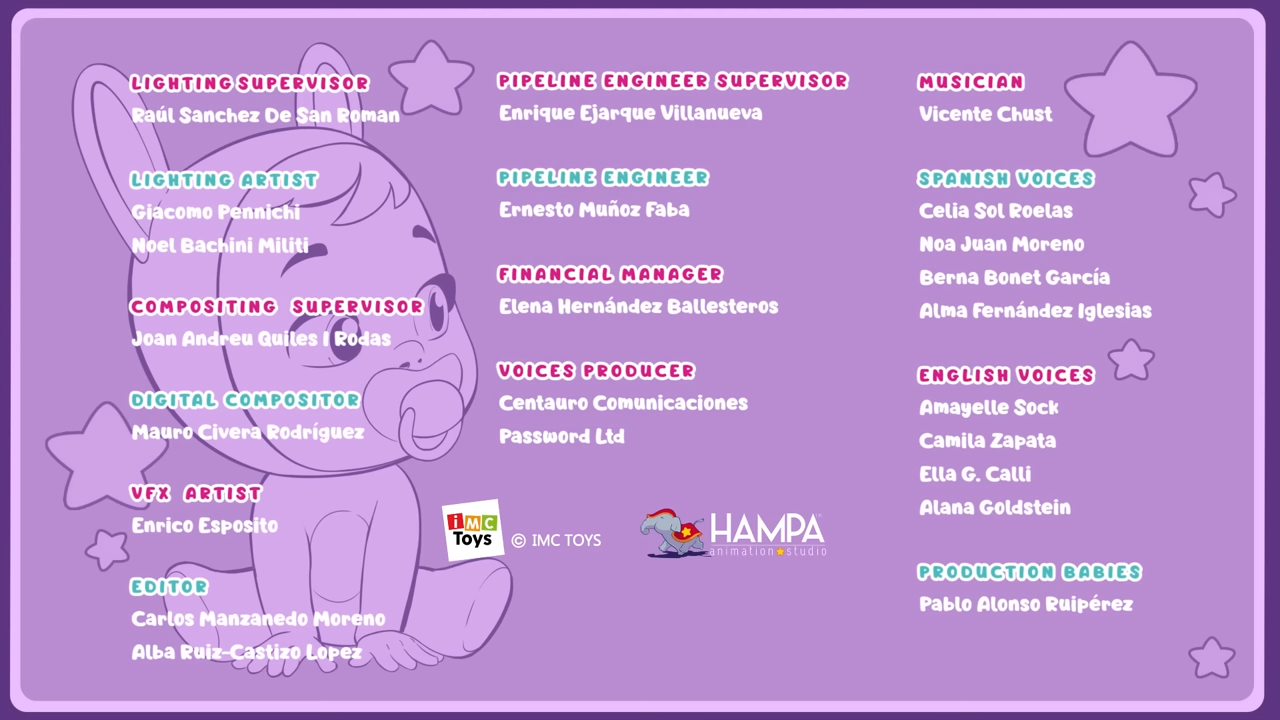 LIGHTING SUPERVISOR
Raúl Sanchez De San Roman
LIGHTING ARTIST
Giacomo Pennichi
Noel Bachini Militi
COMPOSITING SUPERVISOR
Joan Andreu Quiles I Rodas
DIGITAL COMPOSITOR
Mauro Civera Rodríguez
VFX ARTIST
Enrico Esposito
EDITOR
Carlos Manzanedo Moreno
Alba Ruiz-Castizo Lopez
PIPELINE ENGINEER SUPERVISOR
Enrique Ejarque Villanueva
PIPELINE ENGINEER
Ernesto Muñoz Faba
FINANCIAL MANAGER
Elena Hernández Ballesteros
VOICES PRODUCER
Centauro Comunicaciones
Password Ltd
iMC
Toys
© IMC TOYS
HAMPA
animation studio
MUSICIAN
Vicente Chust
SPANISH VOICES
Celia Sol Roelas
Noa Juan Moreno
Berna Bonet García
Alma Fernández Iglesias
ENGLISH VOICES
Amayelle Sock
Camila Zapata
Ella G. Calli
Alana Goldstein
PRODUCTION BABIES
Pablo Alonso Ruipérez